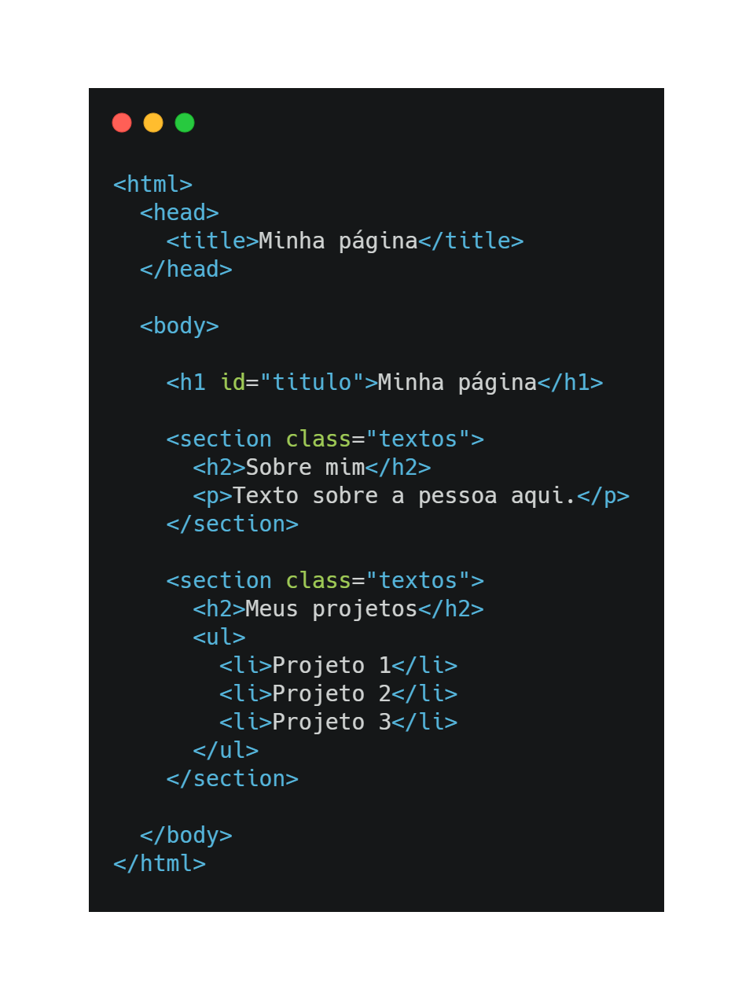 <html>
<head>
<title>Minha página</title>
</head>
<body>
<h1 id="titulo">Minha página</h1>
<section class="textos">
<h2>Sobre mim</h2>
<p>Texto sobre a pessoa aqui.</p>
</section>
<section class="textos">
<h2>Meus projetos</h2>
<ul>
<li>Projeto 1</li>
<li>Projeto 2</li>
<li>Projeto 3</li>
</ul>
</section>
</body>
</html>